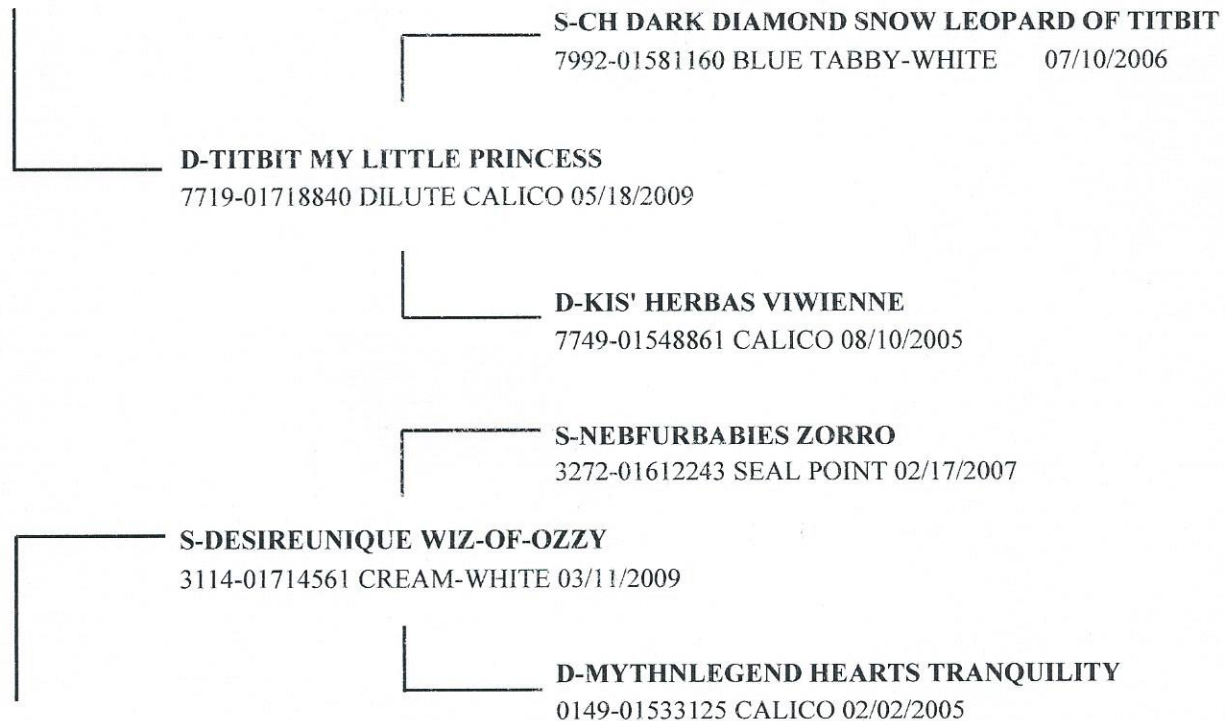 S-CH DARK DIAMOND SNOW LEOPARD OF TITBIT
7992-01581160 BLUE TABBY-WHITE 07/10/2006
D-TITBIT MY LITTLE PRINCESS
7719-01718840 DILUTE CALICO 05/18/2009
D-KIS' HERBAS VIWIENNE
7749-01548861 CALICO 08/10/2005
S-NEBFURBABIES ZORRO
3272-01612243 SEAL POINT 02/17/2007
S-DESIREUNIQUE WIZ-OF-OZZY
3114-01714561 CREAM-WHITE 03/11/2009
D-MYTHNLEGEND HEARTS TRANQUILITY
0149-01533125 CALICO 02/02/2005